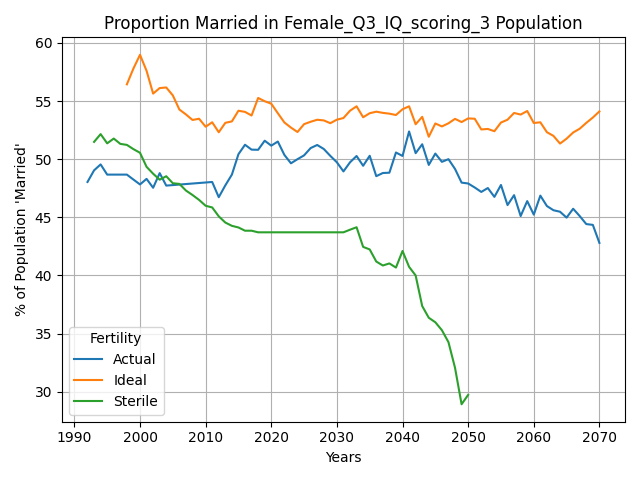 Proportion Married in Female_Q3_IQ_scoring_3 Population
% of Population 'Married'
60
55
50
45
40
35
30
Fertility
Actual
Ideal
Sterile
1990 2000 2010 2020 2030 2040 2050 2060 2070
Years